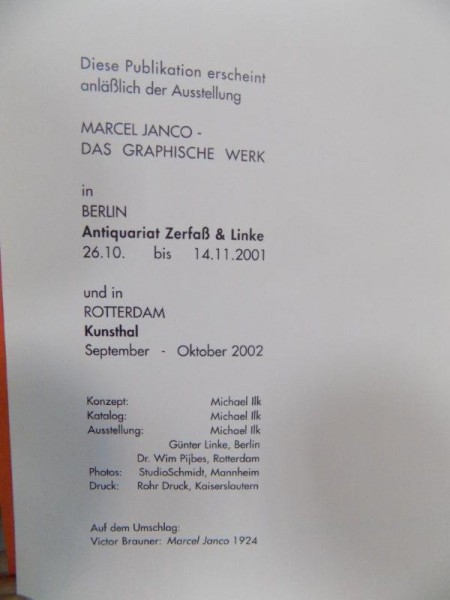 Diese Publikation erscheint
anläßlich der Ausstellung
MARCEL JANCO -
DAS GRAPHISCHE WERK
in
BERLIN
Antiquariat Zerfaß & Linke
26.10. bis 14.11.2001
und in
ROTTERDAM
Kunsthal
September - Oktober 2002
Konzept: Michael Ilk
Katalog: Michael Ilk
Ausstellung: Michael Ilk
Günter Linke, Berlin
Dr. Wim Pijbes, Rotterdam
Photos: StudioSchmidt, Mannheim
Druck: Rohr Druck, Kaiserslautern
Auf dem Umschlag:
Victor Brauner: Marcel Janco 1924